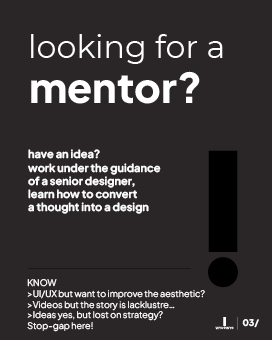 looking for a
mentor?
have an idea?
work under the guidance
of a senior designer,
learn how to convert
a thought into a design
KNOW
>UI/UX but want to improve the aesthetic?
>Videos but the story is lacklustre...
>Ideas yes, but lost on strategy?
Stop-gap here!
03/